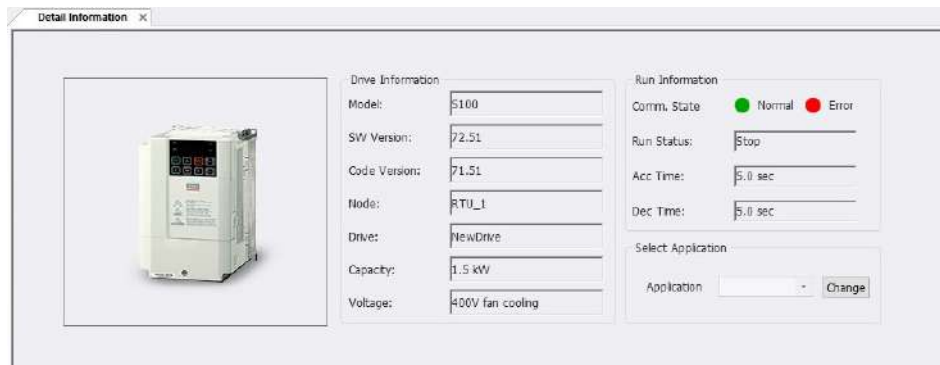 Detail Information ×
Drive Information
Model: S100
SW Version: 72.51
Code Version: 71.51
Node: RTU_1
Drive: NewDrive
Capacity: 1.5 kW
Voltage: 400V fan cooling
Run Information
Comm. State Normal Error
Run Status: Stop
Acc Time: 5.0 sec
Dec Time: 5.0 sec
Select Application
Application Change